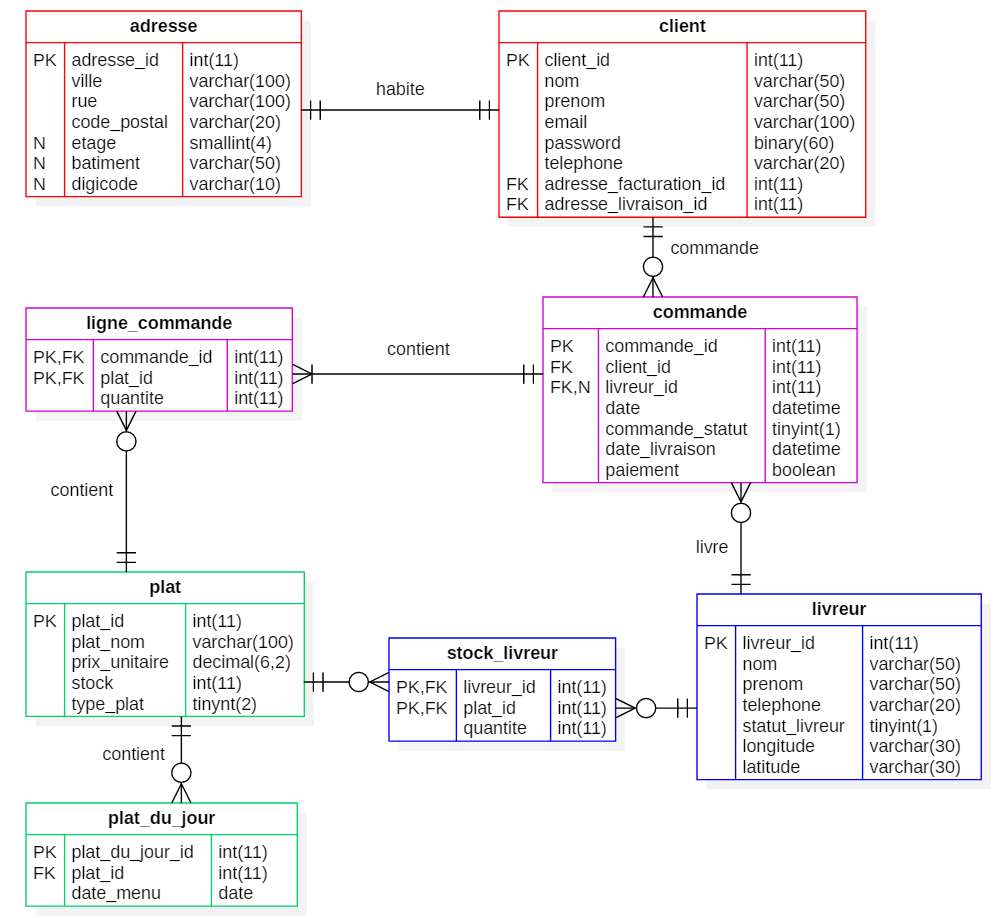 adresse
PK adresse_id int(11)
ville varchar(100)
rue varchar(100)
code_postal varchar(20)
N etage smallint(4)
N batiment varchar(50)
N digicode varchar(10)
habite
client
PK client_id int(11)
nom varchar(50)
prenom varchar(50)
email varchar(100)
password binary(60)
telephone varchar(20)
FK adresse_facturation_id int(11)
FK adresse_livraison_id int(11)
commande
ligne_commande
PK,FK commande_id int(11)
PK,FK plat_id int(11)
quantite int(11)
contient
commande
PK commande_id int(11)
FK client_id int(11)
FK,N livreur_id int(11)
date datetime
commande_statut tinyint(1)
date_livraison datetime
paiement boolean
contient
livre
plat
PK plat_id int(11)
plat_nom varchar(100)
prix_unitaire decimal(6,2)
stock int(11)
type_plat tinynt(2)
stock_livreur
PK,FK livreur_id int(11)
PK,FK plat_id int(11)
quantite int(11)
livreur
PK livreur_id int(11)
nom varchar(50)
prenom varchar(50)
telephone varchar(20)
statut_livreur tinyint(1)
longitude varchar(30)
latitude varchar(30)
contient
plat_du_jour
PK plat_du_jour_id int(11)
FK plat_id int(11)
date_menu date